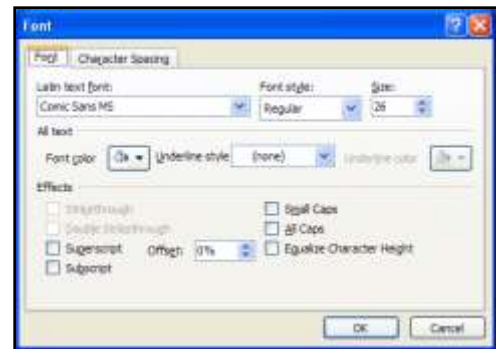 Font
Font Character Spacing
Latin text font: Font style: Size:
Comic Sans MS Regular 26
All text
Font color Underline style (none) Underline color
Effects
Strikethrough Small Caps
Double Strikethrough All Caps
Superscript Offset: 0% Equalize Character Height
Subscript
OK Cancel